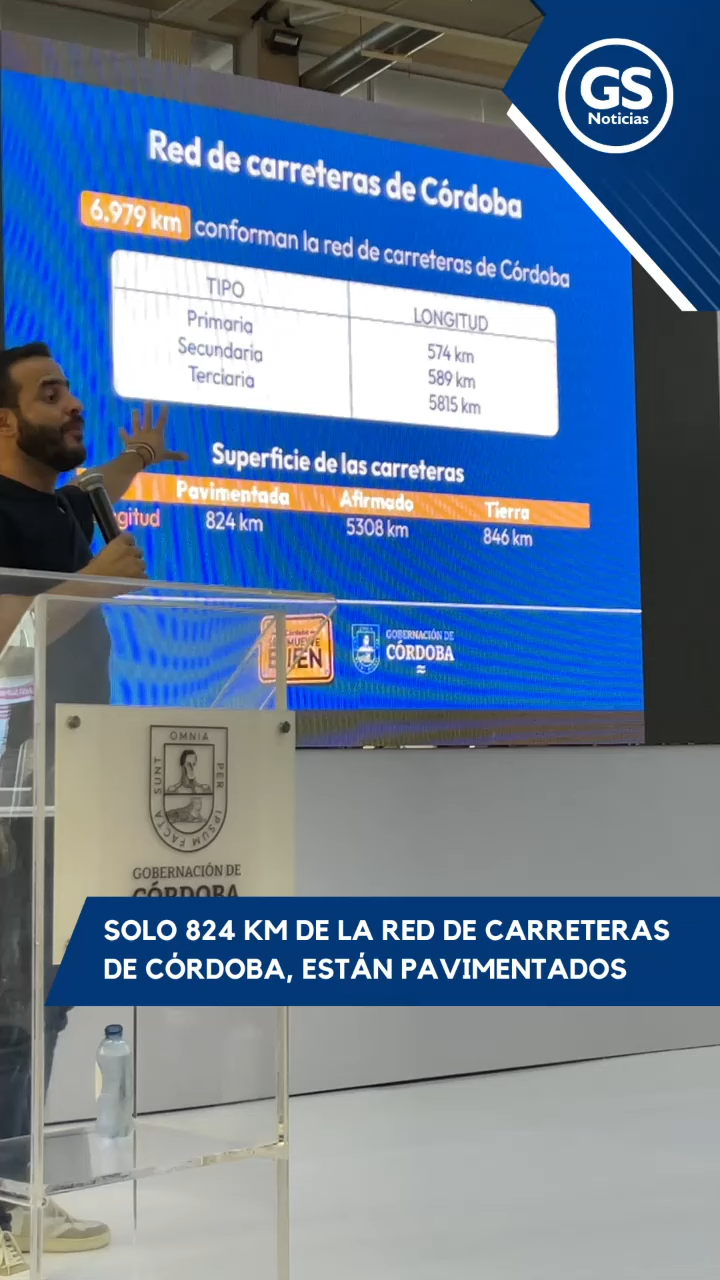 GS
Noticias
Red de carreteras de Córdoba
6.979 km conforman la red de carreteras de Córdoba
TIPO LONGITUD
Primaria 574 km
Secundaria 589 km
Terciaria 5815 km
Superficie de las carreteras
Pavimentada Afirmado Tierra
gitud 824 km 5308 km 846 km
GOBERNACIÓN DE
CÓRDOBA
OMNIA
SUNT
PER
FACTA
IPSUM
GOBERNACIÓN DE
CÓRDOBA
SOLO 824 KM DE LA RED DE CARRETERAS
DE CÓRDOBA, ESTÁN PAVIMENTADOS